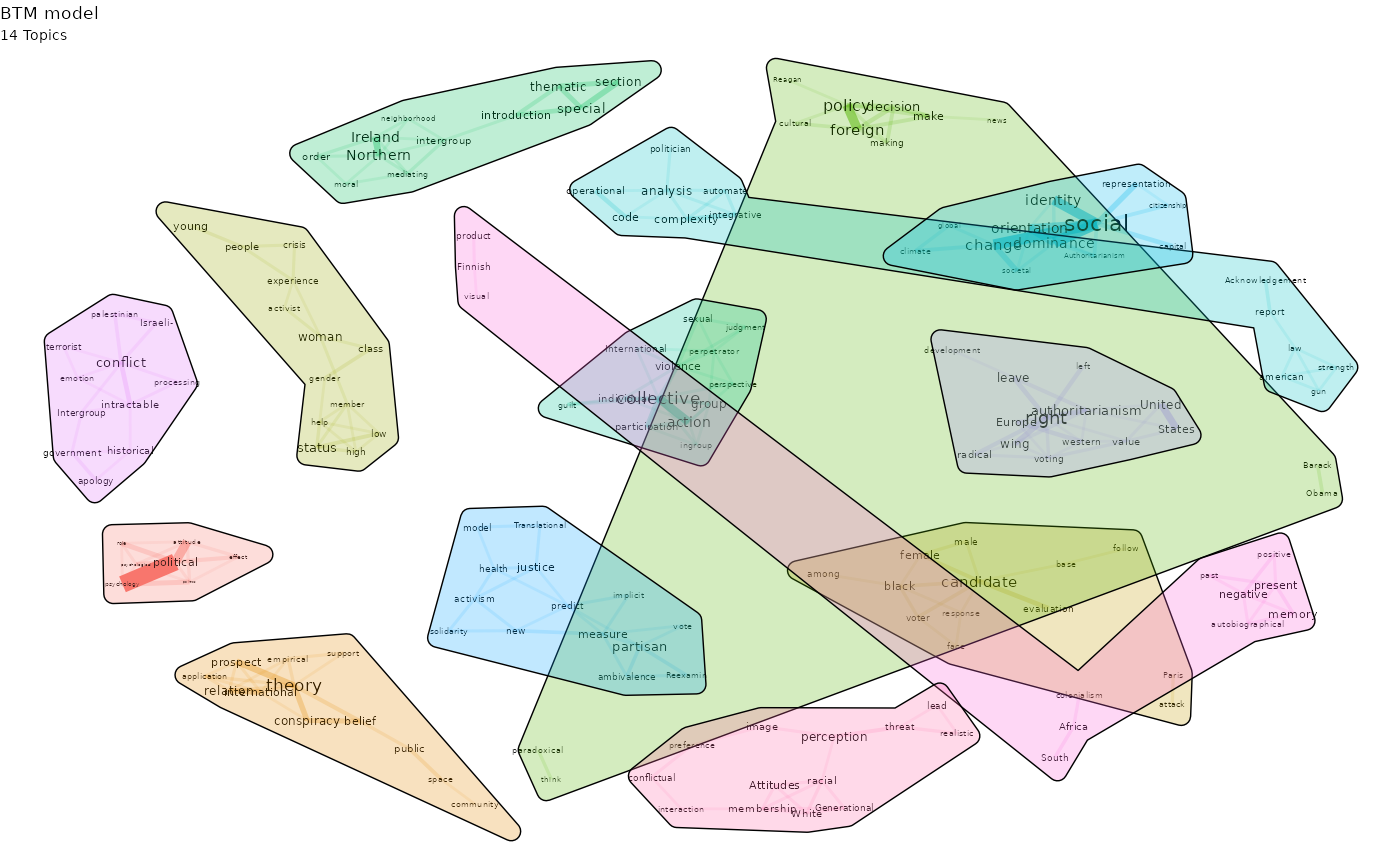 BTM model
14 Topics
thematic
section
introduction
special
neighborhood
Ireland
intergroup
Northern
order
mediating
moral
Reagan
policy
decision
make
cultural
foreign
news
making
politician
operational
analysis
automate
code
complexity
integrative
representation
identity
citizenship
social
global
orientation
change
dominance
capital
climate
Authoritarianism
societal
young
people
crisis
experience
activist
woman
class
gender
member
help
low
status
high
product
Finnish
visual
Acknowledgement
report
law
strength
american
gun
palestinian
Israeli-
terrorist
conflict
emotion
processing
intractable
Intergroup
government
historical
apology
sexual
judgment
International
perpetrator
violence
perspective
individual
collective
guilt
group
action
participation
ingroup
development
left
leave
authoritarianism
United
Europe
right
States
wing
western
value
radical
voting
Barack
Obama
role
attitude
effect
political
psychological
psychology
model
Translational
health
justice
activism
predict
implicit
solidarity
new
measure
vote
partisan
ambivalence
Reexamin
male
female
follow
base
among
black
candidate
evaluation
voter
response
face
positive
past
present
negative
memory
autobiographical
Paris
colonialism
attack
Africa
South
prospect
empirical
support
application
theory
relation
international
conspiracy
belief
public
space
community
paradoxical
think
lead
image
threat
perception
realistic
preference
conflictual
racial
Attitudes
interaction
membership
Generational
White